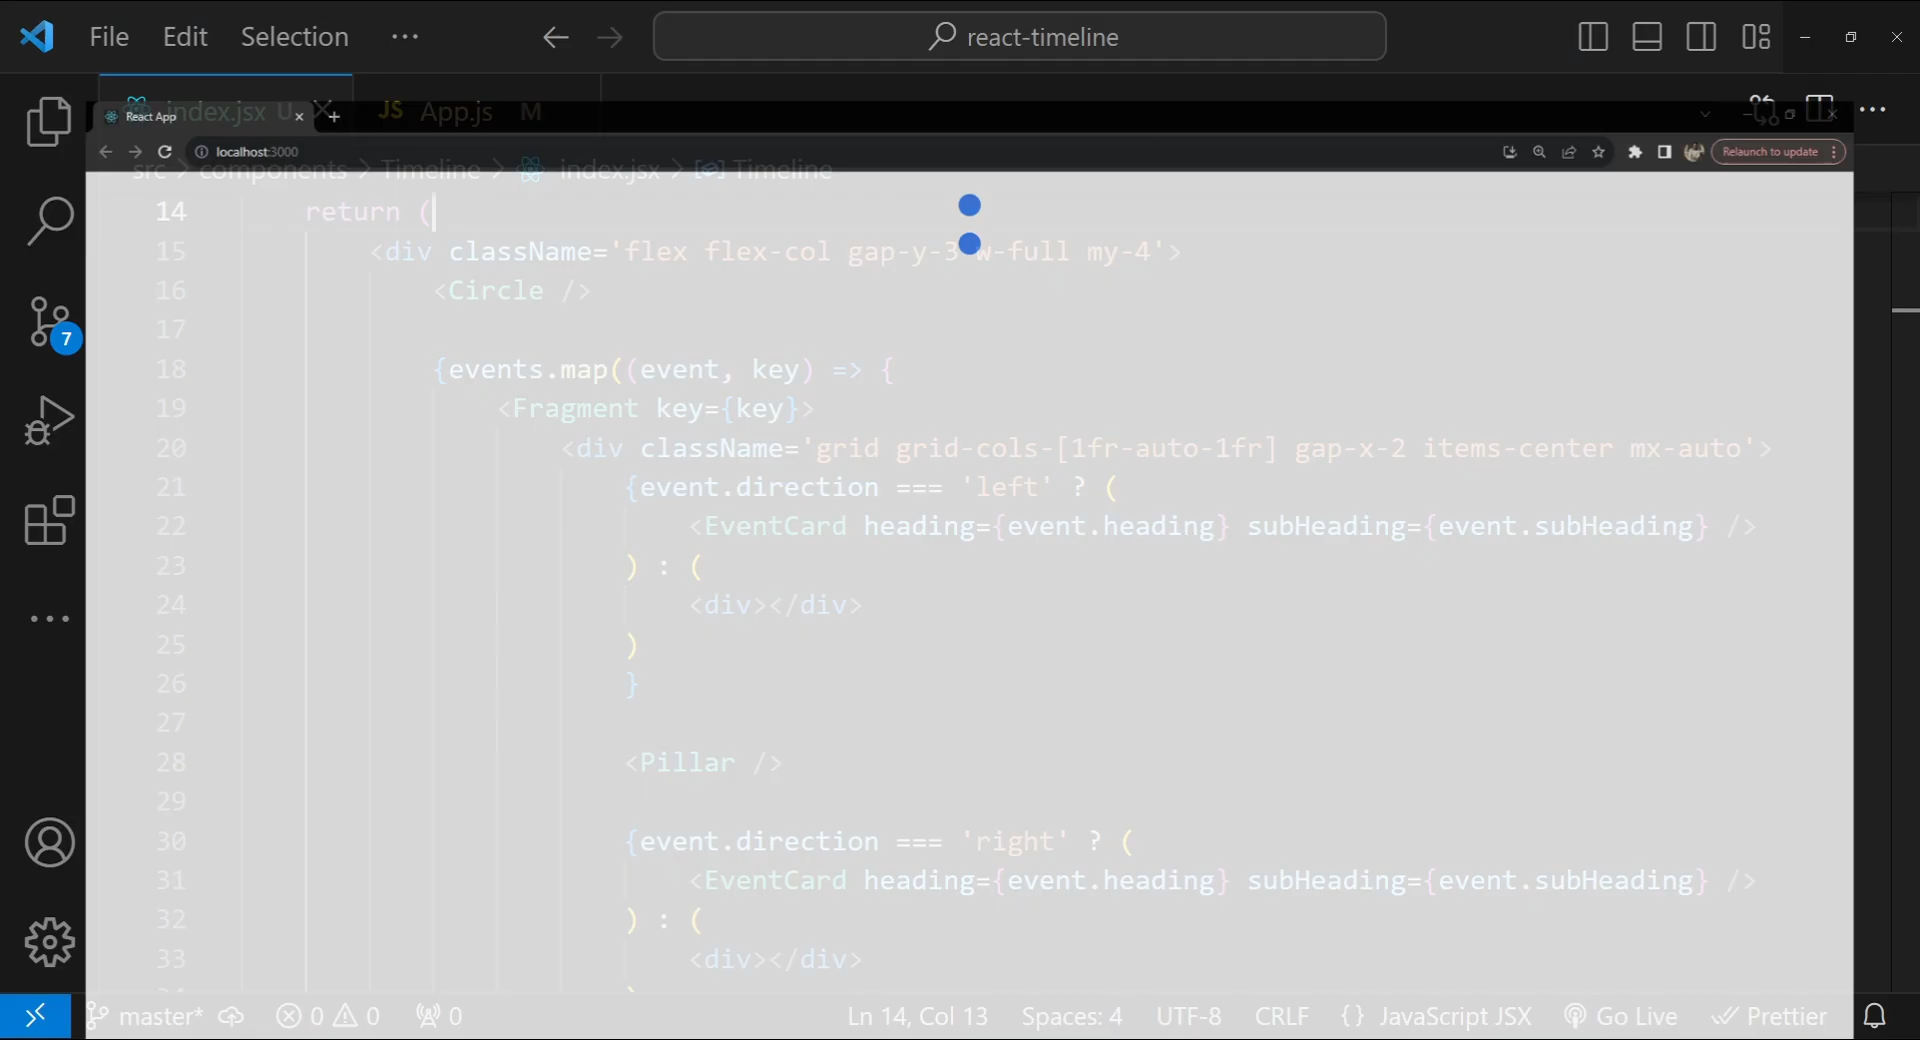 File Edit Selection ··· react-timeline
index.jsx U JS App.js M
React App
localhost:3000 Relaunch to update
src > components > Timeline > index.jsx > Timeline
14 return (
15 <div className='flex flex-col gap-y-3 w-full my-4'>
16 <Circle />
17
18 {events.map((event, key) => {
19 <Fragment key={key}>
20 <div className='grid grid-cols-[1fr-auto-1fr] gap-x-2 items-center mx-auto'>
21 {event.direction === 'left' ? (
22 <EventCard heading={event.heading} subHeading={event.subHeading} />
23 ) : (
24 <div></div>
25 )
26 }
27
28 <Pillar />
29
30 {event.direction === 'right' ? (
31 <EventCard heading={event.heading} subHeading={event.subHeading} />
32 ) : (
33 <div></div>
7
master* 0 0 0 Ln 14, Col 13 Spaces: 4 UTF-8 CRLF {} JavaScript JSX Go Live Prettier